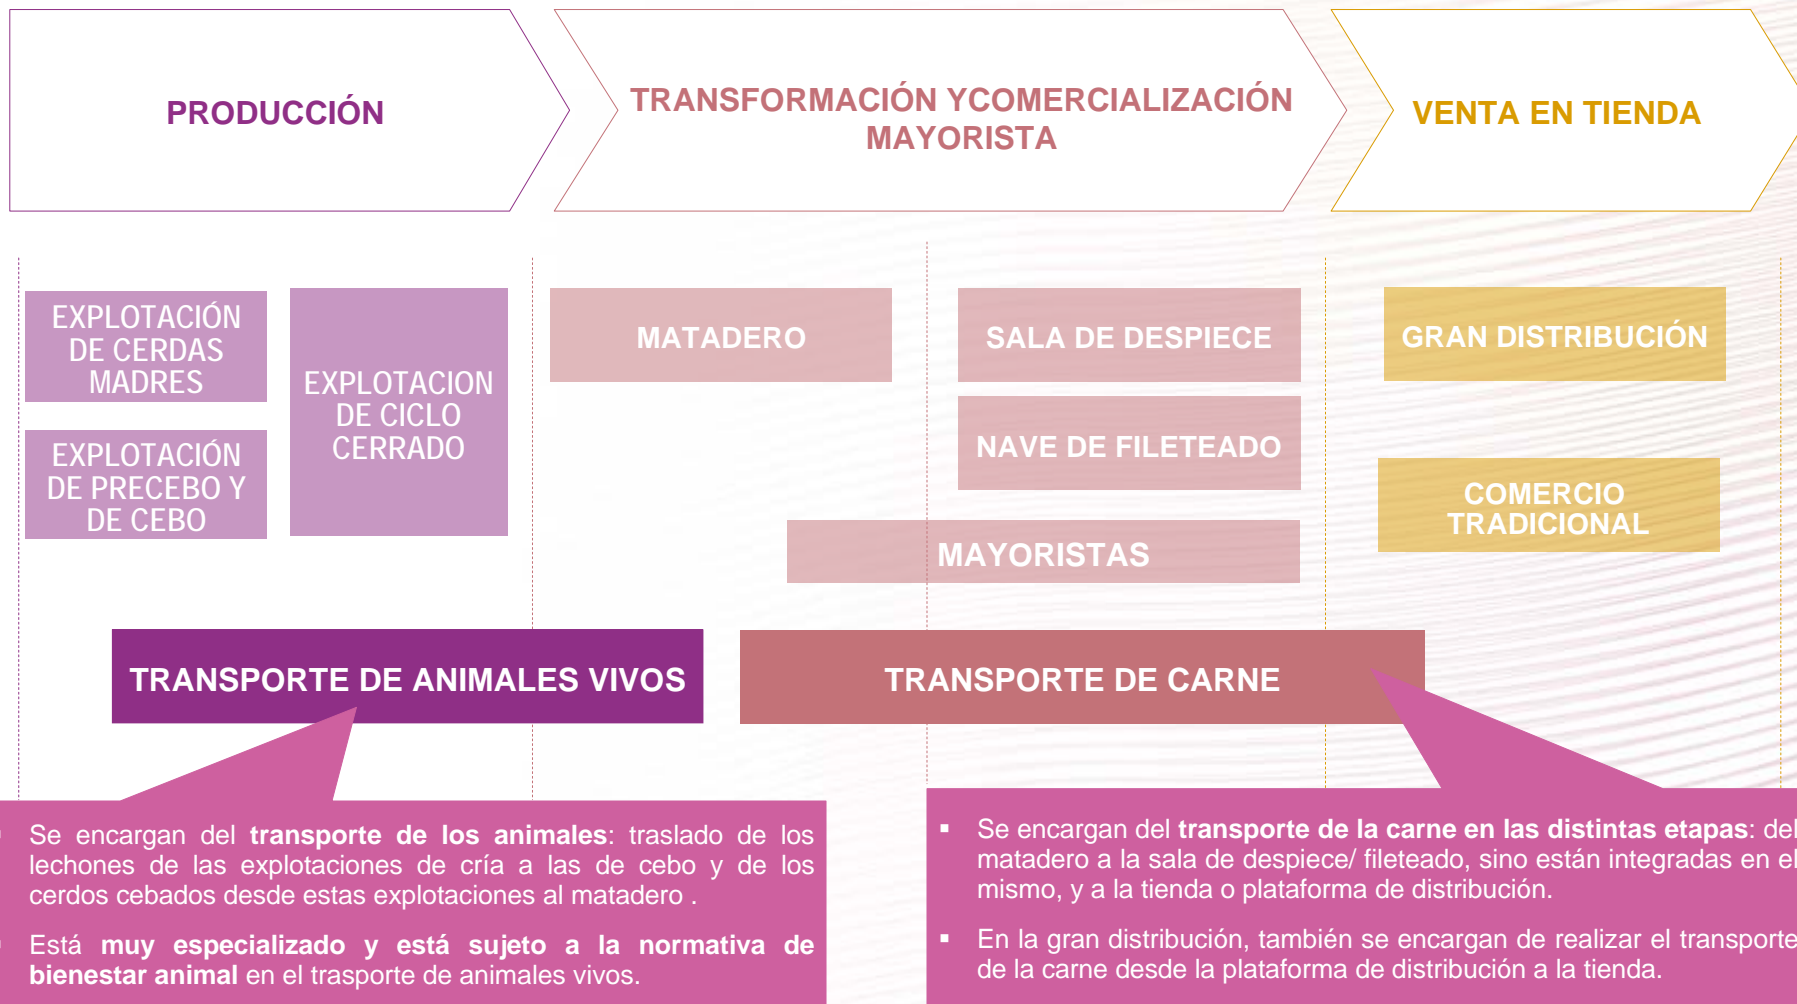 PRODUCCIÓN
TRANSFORMACIÓN YCOMERCIALIZACIÓN
MAYORISTA
VENTA EN TIENDA
EXPLOTACIÓN
DE CERDAS
MADRES
EXPLOTACIÓN
DE PRECEBO Y
DE CEBO
EXPLOTACION
DE CICLO
CERRADO
MATADERO
SALA DE DESPIECE
NAVE DE FILETEADO
MAYORISTAS
GRAN DISTRIBUCIÓN
COMERCIO
TRADICIONAL
TRANSPORTE DE ANIMALES VIVOS
TRANSPORTE DE CARNE
▪ Se encargan del transporte de los animales: traslado de los
lechones de las explotaciones de cría a las de cebo y de los
cerdos cebados desde estas explotaciones al matadero .
▪ Está muy especializado y está sujeto a la normativa de
bienestar animal en el trasporte de animales vivos.
▪ Se encargan del transporte de la carne en las distintas etapas: del
matadero a la sala de despiece/ fileteado, sino están integradas en el
mismo, y a la tienda o plataforma de distribución.
▪ En la gran distribución, también se encargan de realizar el transporte
de la carne desde la plataforma de distribución a la tienda.